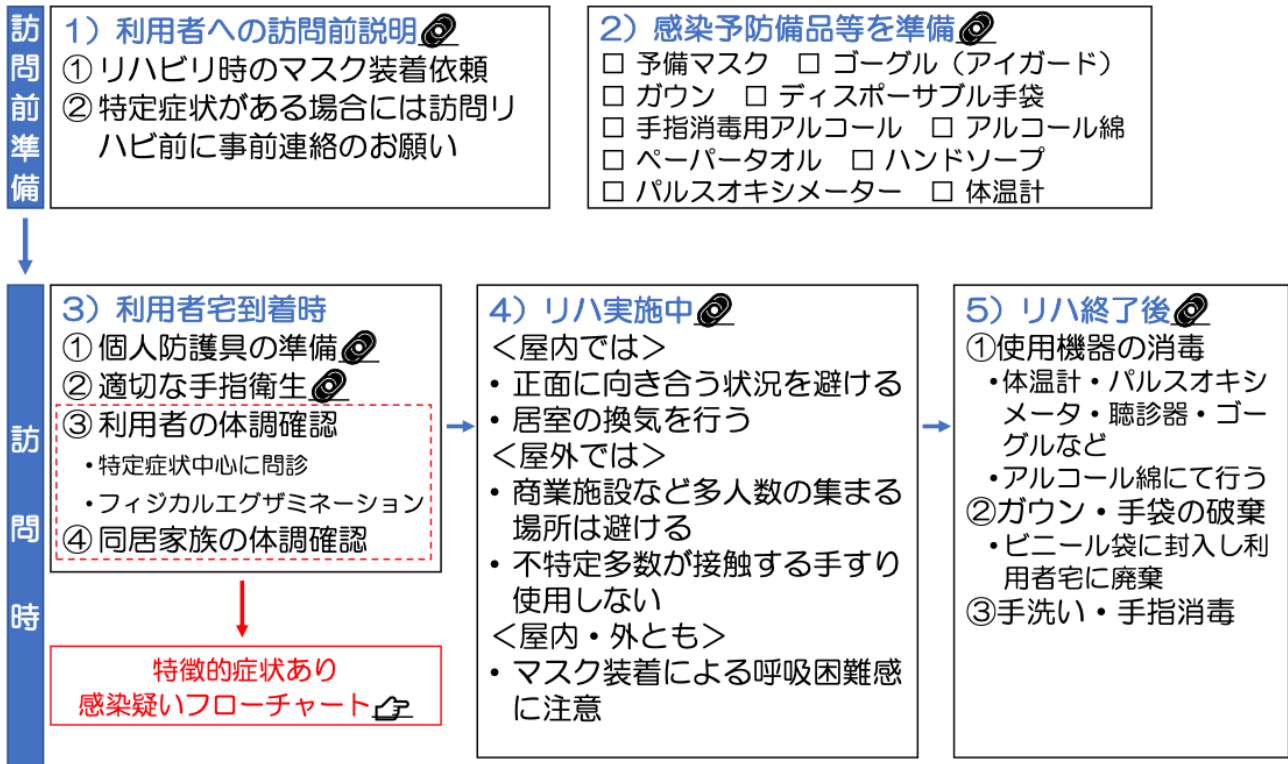 訪問前準備
1）利用者への訪問前説明
① リハビリ時のマスク装着依頼
② 特定症状がある場合には訪問リ
ハビ前に事前連絡のお願い
2）感染予防備品等を準備
□ 予備マスク □ ゴーグル（アイガード）
□ ガウン □ ディスポーサブル手袋
□ 手指消毒用アルコール □ アルコール綿
□ ペーパータオル □ ハンドソープ
□ パルスオキシメーター □ 体温計
訪問時
3）利用者宅到着時
① 個人防護具の準備
② 適切な手指衛生
③ 利用者の体調確認
・特定症状中心に問診
・フィジカルエグザミネーション
④ 同居家族の体調確認
特徴的症状あり
感染疑いフローチャート
4）リハ実施中
＜屋内では＞
• 正面に向き合う状況を避ける
• 居室の換気を行う
＜屋外では＞
• 商業施設など多人数の集まる
場所は避ける
• 不特定多数が接触する手すり
使用しない
＜屋内・外とも＞
• マスク装着による呼吸困難感
に注意
5）リハ終了後
①使用機器の消毒
・体温計・パルスオキシ
メータ・聴診器・ゴー
グルなど
・アルコール綿にて行う
②ガウン・手袋の破棄
・ビニール袋に封入し利
用者宅に廃棄
③手洗い・手指消毒